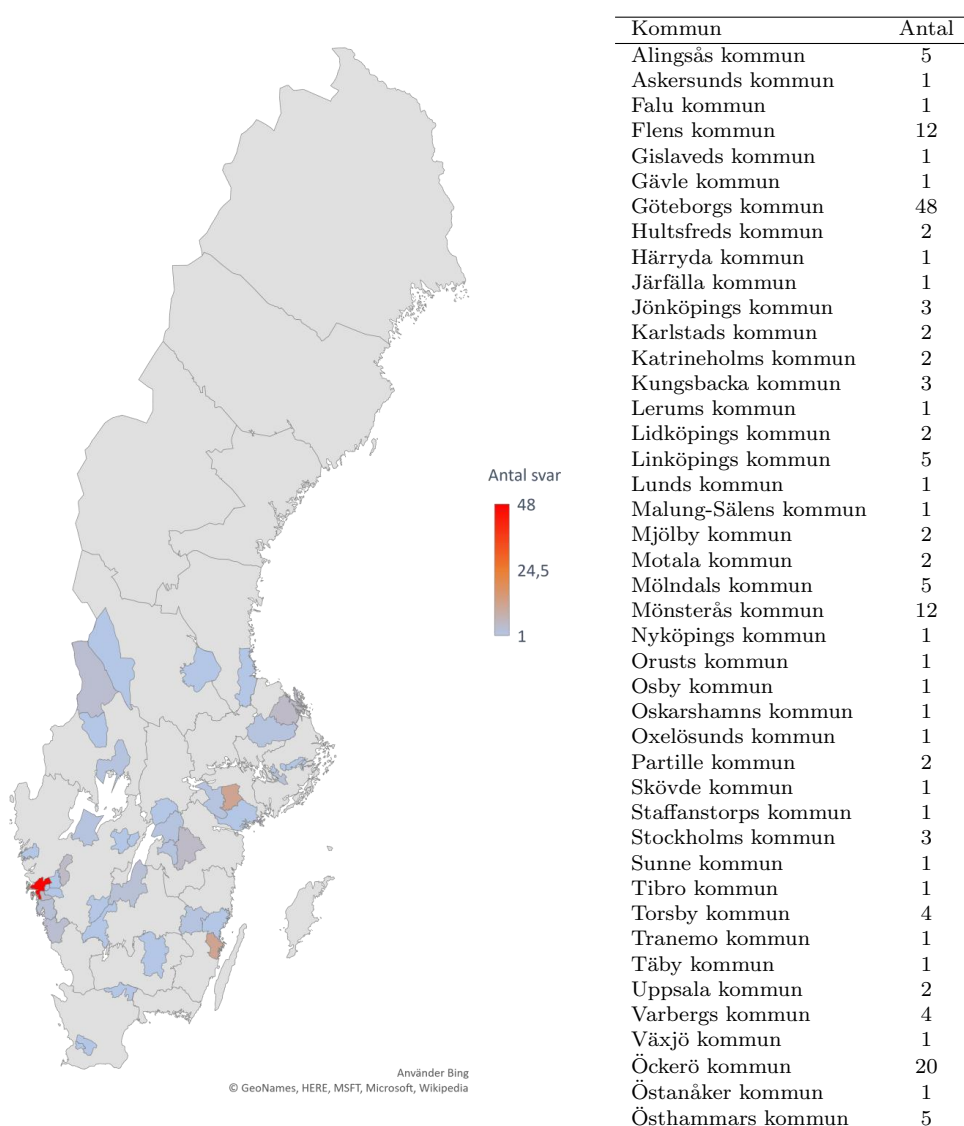 Antal svar
48
24,5
1
Använder Bing
© GeoNames, HERE, MSFT, Microsoft, Wikipedia
Kommun Antal
Alingsås kommun 5
Askersunds kommun 1
Falu kommun 1
Flens kommun 12
Gislaveds kommun 1
Gävle kommun 1
Göteborgs kommun 48
Hultsfreds kommun 2
Härryda kommun 1
Järfälla kommun 1
Jönköpings kommun 3
Karlstads kommun 2
Katrineholms kommun 2
Kungsbacka kommun 3
Lerums kommun 1
Lidköpings kommun 2
Linköpings kommun 5
Lunds kommun 1
Malung-Sälens kommun 1
Mjölby kommun 2
Motala kommun 2
Mölndals kommun 5
Mönsterås kommun 12
Nyköpings kommun 1
Orusts kommun 1
Osby kommun 1
Oskarshamns kommun 1
Oxelösunds kommun 1
Partille kommun 2
Skövde kommun 1
Staffanstorps kommun 1
Stockholms kommun 3
Sunne kommun 1
Tibro kommun 1
Torsby kommun 4
Tranemo kommun 1
Täby kommun 1
Uppsala kommun 2
Varbergs kommun 4
Växjö kommun 1
Öckerö kommun 20
Östanåker kommun 1
Östhammars kommun 5